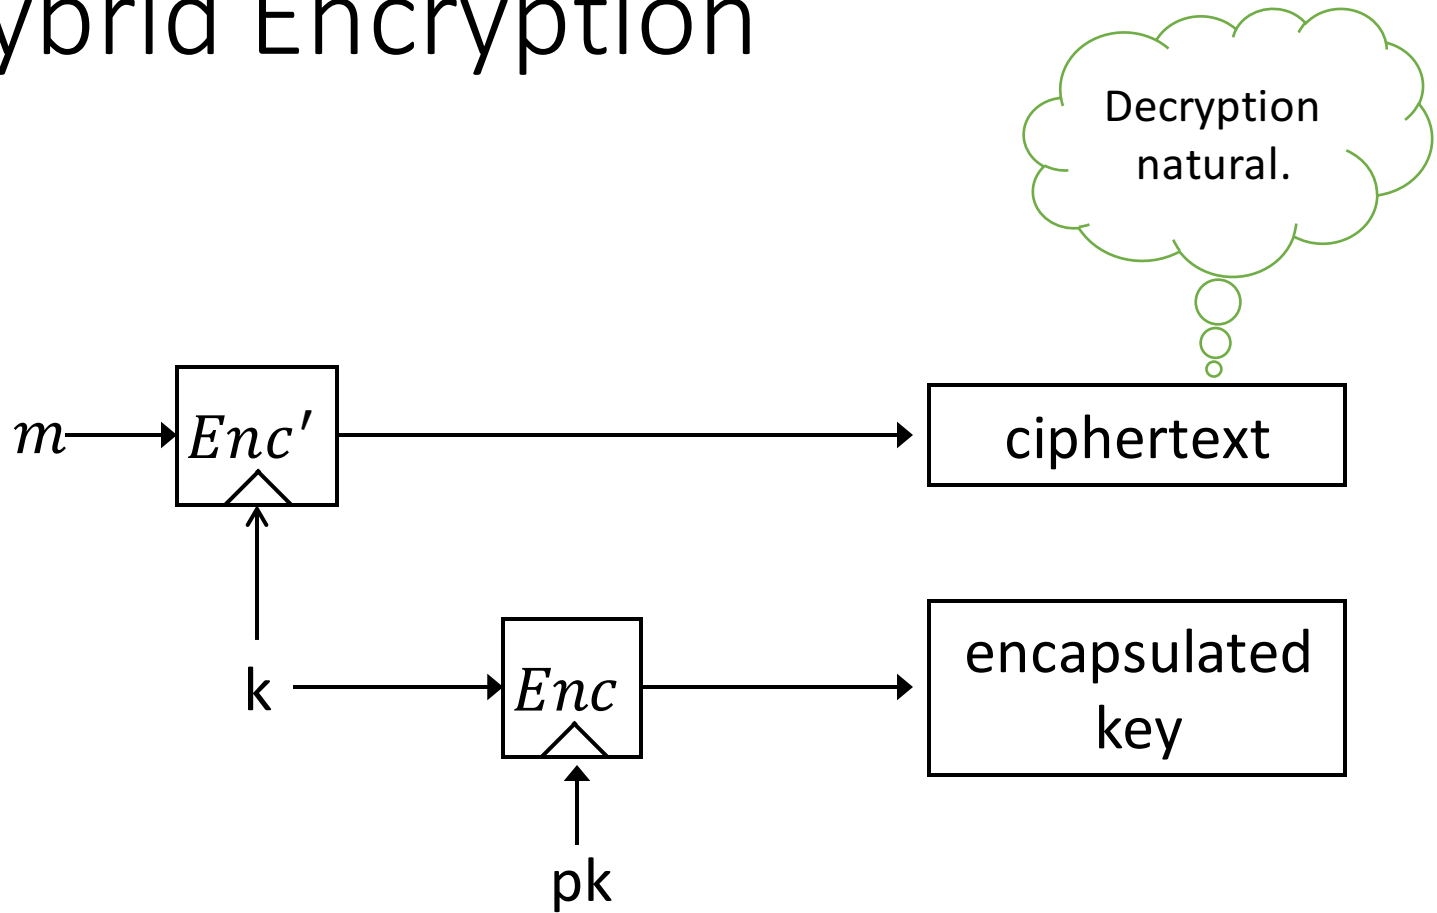 ybrid Encryption
Decryption
natural.
m
Enc′
ciphertext
k
Enc
encapsulated
key
pk